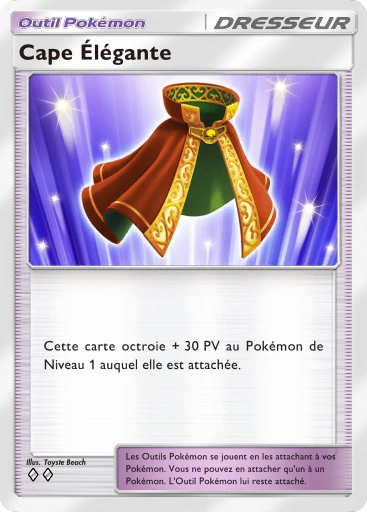 Outil Pokémon
DRESSEUR
Cape Élégante
Cette carte octroie + 30 PV au Pokémon de
Niveau 1 auquel elle est attachée.
Illus. Toyste Beach
Les Outils Pokémon se jouent en les attachant à vos
Pokémon. Vous ne pouvez en attacher qu'un à un
Pokémon. L'Outil Pokémon lui reste attaché.